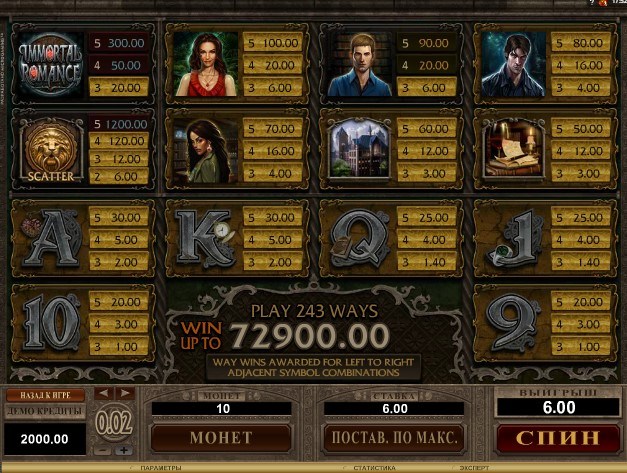 IMMORTAL
ROMANCE
5 300.00
4 50.00
3 20.00
5 100.00
4 20.00
3 6.00
5 90.00
4 20.00
3 6.00
5 80.00
4 16.00
3 4.00
SCATTER
5 1200.00
4 120.00
3 12.00
2 6.00
5 70.00
4 16.00
3 4.00
5 60.00
4 12.00
3 3.00
5 50.00
4 12.00
3 3.00
A
5 30.00
4 5.00
3 2.00
K
5 30.00
4 5.00
3 2.00
Q
5 25.00
4 4.00
3 1.40
J
5 25.00
4 4.00
3 1.40
10
5 20.00
4 3.00
3 1.00
PLAY 243 WAYS
WIN UP TO 72900.00
WAY WINS AWARDED FOR LEFT TO RIGHT
ADJACENT SYMBOL COMBINATIONS
9
5 20.00
4 3.00
3 1.00
НАЗАД К ИГРЕ
ДЕМО КРЕДИТЫ
2000.00
0.02
- +
МОНЕТ
10
МОНЕТ
СТАВКА
6.00
ПОСТАВ. ПО МАКС.
ВЫИГРЫШ
6.00
СПИН
ПАРАМЕТРЫ
СТАТИСТИКА
ЭКСПЕРТ